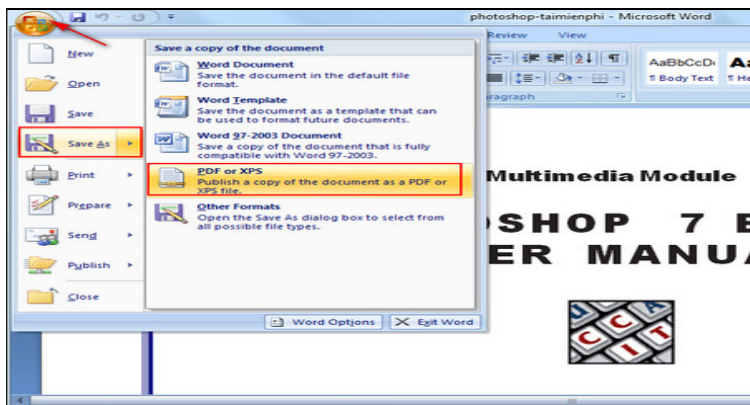 photoshop-taimienphi - Microsoft Word
Review View
New
Open
Save
Save As
Print
Prepare
Send
Publish
Close
Save a copy of the document
Word Document
Save the document in the default file
format.
Word Template
Save the document as a template that can
be used to format future documents.
Word 97-2003 Document
Save a copy of the document that is fully
compatible with Word 97-2003.
PDF or XPS
Publish a copy of the document as a PDF or
XPS file.
Other Formats
Open the Save As dialog box to select from
all possible file types.
Word Options
Exit Word
AaBbCcDi Aa
¶ Body Text ¶ He
aragraph
Multimedia Module
SHOP 7 B
ER MANUA
C C A
I T